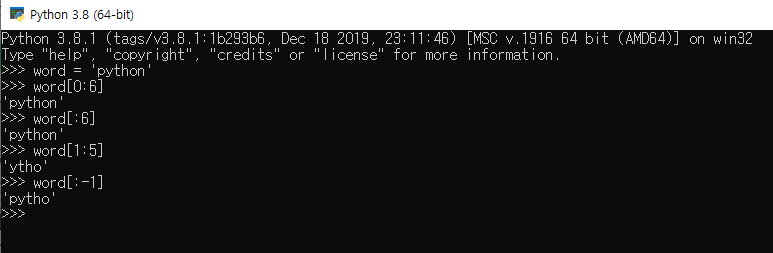 Python 3.8 (64-bit)
Python 3.8.1 (tags/v3.8.1:1b293b6, Dec 18 2019, 23:11:46) [MSC v.1916 64 bit (AMD64)] on win32
Type "help", "copyright", "credits" or "license" for more information.
>>> word = 'python'
>>> word[0:6]
'python'
>>> word[:6]
'python'
>>> word[1:5]
'ytho'
>>> word[:-1]
'pytho'
>>>